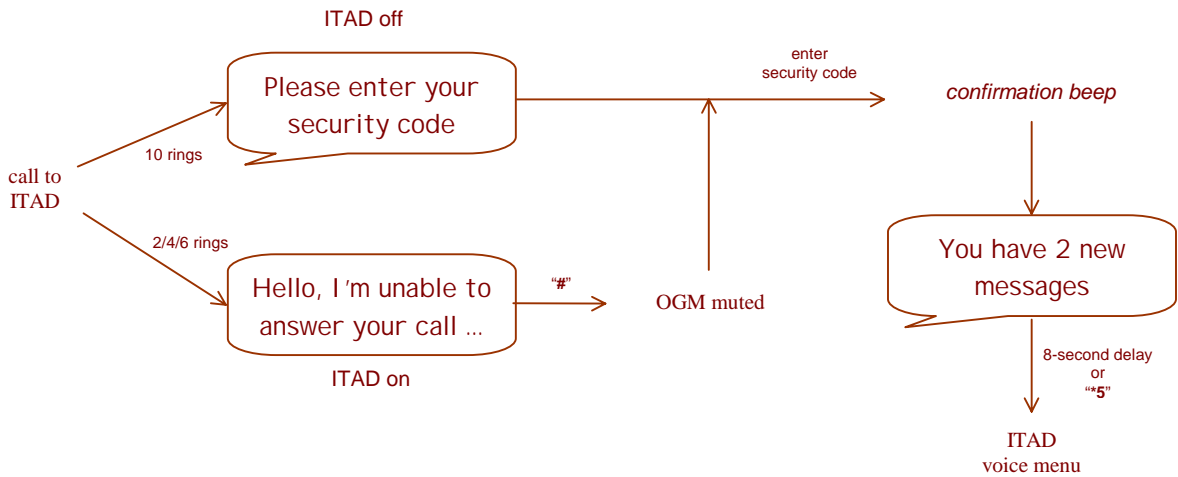 ITAD off
Please enter your
security code
enter
security code
confirmation beep
10 rings
call to
ITAD
2/4/6 rings
Hello, I'm unable to
answer your call ...
“#”
OGM muted
ITAD on
You have 2 new
messages
8-second delay
or
“*5”
ITAD
voice menu